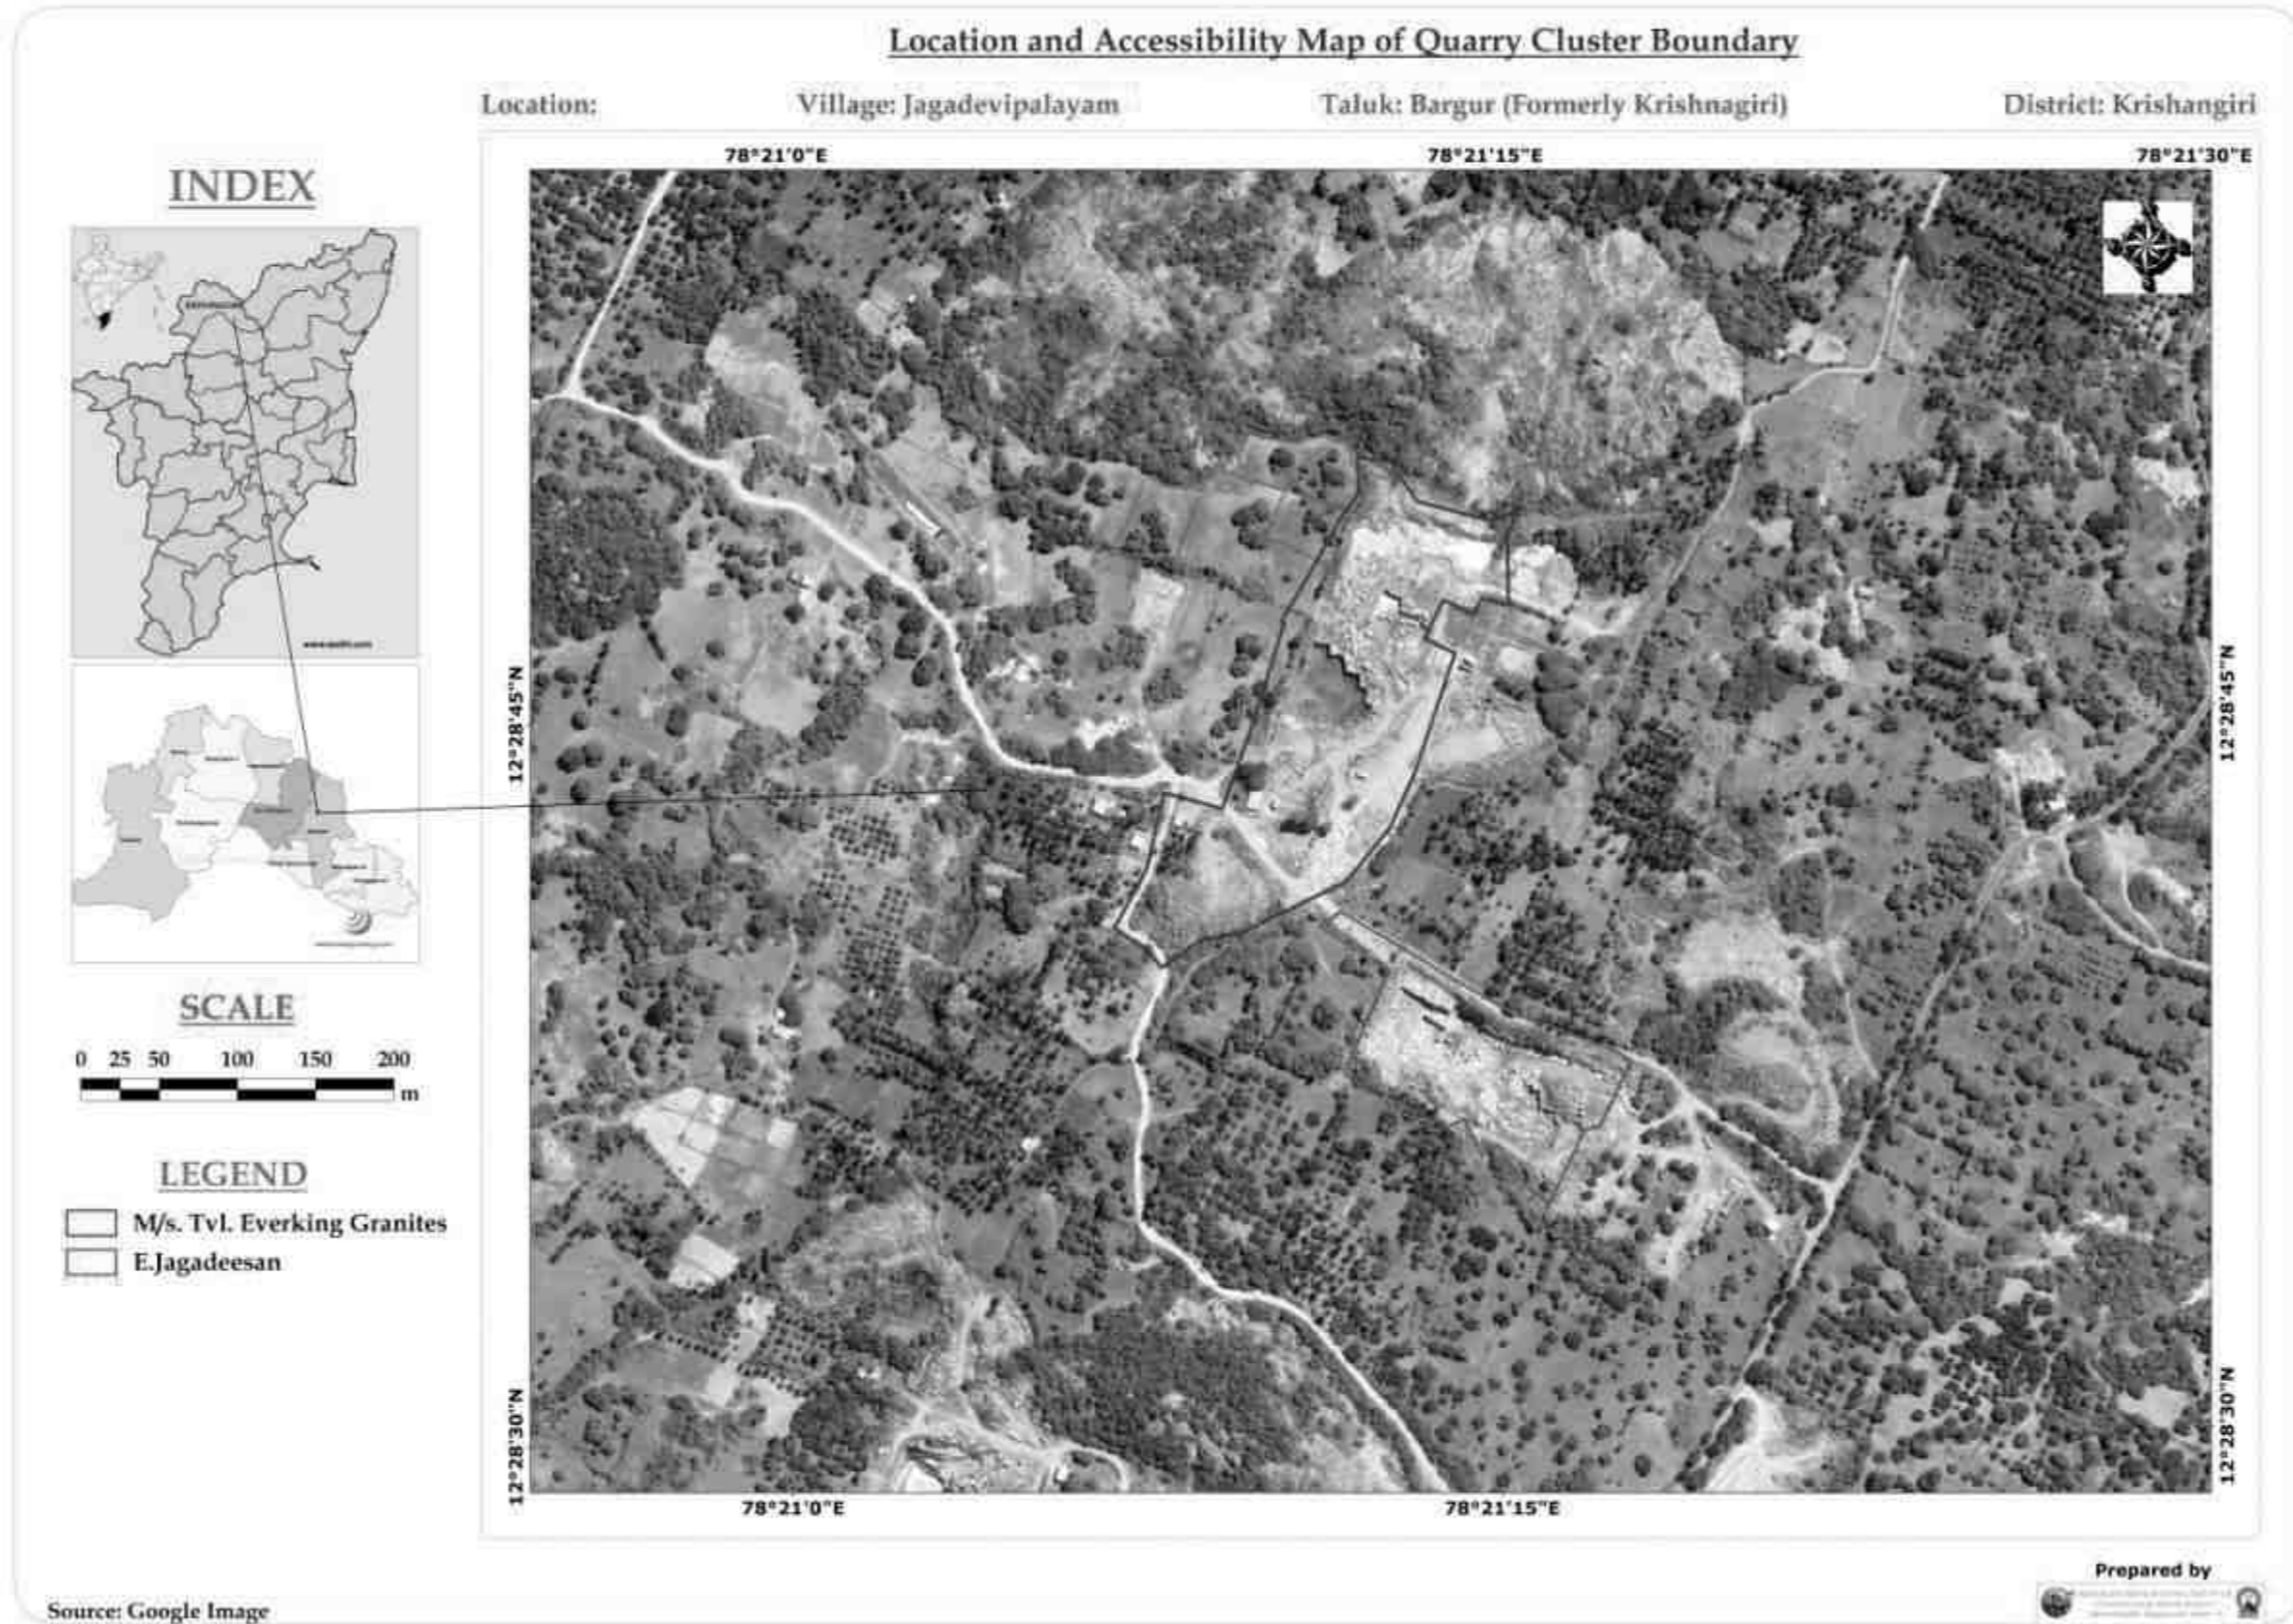 Location and Accessibility Map of Quarry Cluster Boundary
Location: Village: Jagadevipalayam Taluk: Bargur (Formerly Krishnagiri) District: Krishangiri
78°21'0"E 78°21'15"E 78°21'30"E
INDEX
12°28'45"N 12°28'45"N
SCALE
0 25 50 100 150 200
m
LEGEND
M/s. Tvl. Everking Granites
E.Jagadeesan
12°28'30"N 12°28'30"N
78°21'0"E 78°21'15"E
Prepared by
Source: Google Image